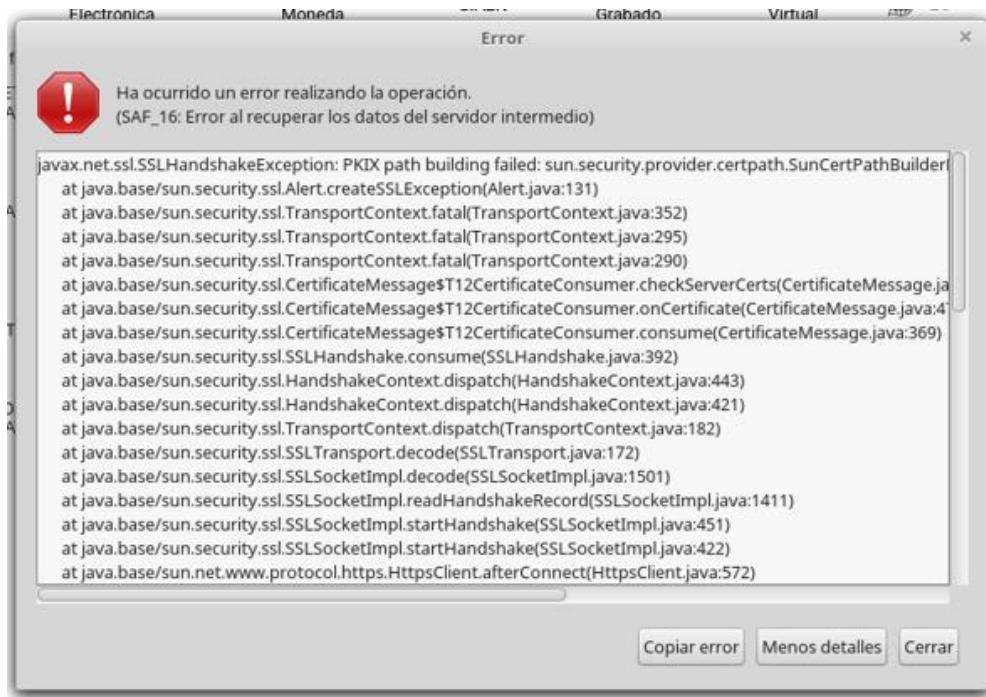 Electrónica Moneda Grabado Virtual
Error
Ha ocurrido un error realizando la operación.
(SAF_16: Error al recuperar los datos del servidor intermedio)
javax.net.ssl.SSLHandshakeException: PKIX path building failed: sun.security.provider.certpath.SunCertPathBuilder
at java.base/sun.security.ssl.Alert.createSSLException(Alert.java:131)
at java.base/sun.security.ssl.TransportContext.fatal(TransportContext.java:352)
at java.base/sun.security.ssl.TransportContext.fatal(TransportContext.java:295)
at java.base/sun.security.ssl.TransportContext.fatal(TransportContext.java:290)
at java.base/sun.security.ssl.CertificateMessage$T12CertificateConsumer.checkServerCerts(CertificateMessage.ja
at java.base/sun.security.ssl.CertificateMessage$T12CertificateConsumer.onCertificate(CertificateMessage.java:4
at java.base/sun.security.ssl.CertificateMessage$T12CertificateConsumer.consume(CertificateMessage.java:369)
at java.base/sun.security.ssl.SSLHandshake.consume(SSLHandshake.java:392)
at java.base/sun.security.ssl.HandshakeContext.dispatch(HandshakeContext.java:443)
at java.base/sun.security.ssl.HandshakeContext.dispatch(HandshakeContext.java:421)
at java.base/sun.security.ssl.TransportContext.dispatch(TransportContext.java:182)
at java.base/sun.security.ssl.SSLTransport.decode(SSLTransport.java:172)
at java.base/sun.security.ssl.SSLSocketImpl.decode(SSLSocketImpl.java:1501)
at java.base/sun.security.ssl.SSLSocketImpl.readHandshakeRecord(SSLSocketImpl.java:1411)
at java.base/sun.security.ssl.SSLSocketImpl.startHandshake(SSLSocketImpl.java:451)
at java.base/sun.security.ssl.SSLSocketImpl.startHandshake(SSLSocketImpl.java:422)
at java.base/sun.net.www.protocol.https.HttpsClient.afterConnect(HttpsClient.java:572)
Copiar error Menos detalles Cerrar